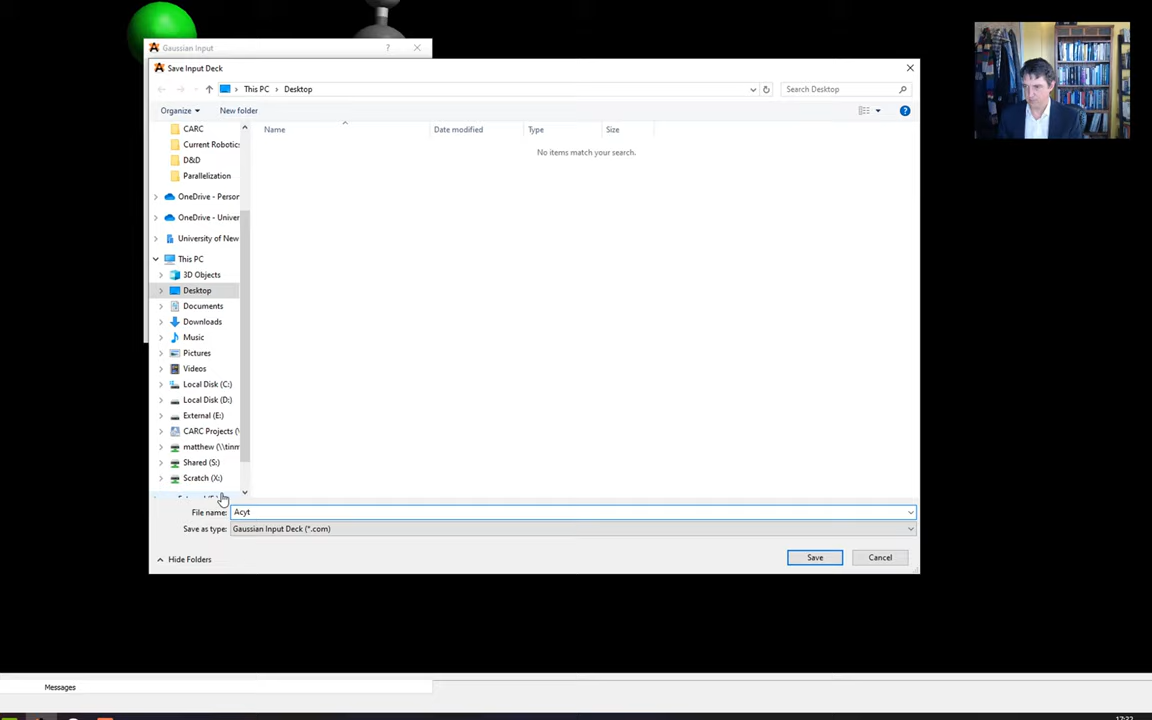 Gaussian Input
?
Save Input Deck
This PC
Desktop
Search Desktop
Organize
New folder
?
CARC
Current Robotics
D&D
Parallelization
OneDrive - Person
OneDrive - Univer
University of New
This PC
3D Objects
Desktop
Documents
Downloads
Music
Pictures
Videos
Local Disk (C:)
Local Disk (D:)
External (E:)
CARC Projects (\
matthew (\\tinm
Shared (S:)
Scratch (X:)
Name
Date modified
Type
Size
No items match your search.
File name:
Acyt
Save as type:
Gaussian Input Deck (*.com)
Hide Folders
Save
Cancel
Messages